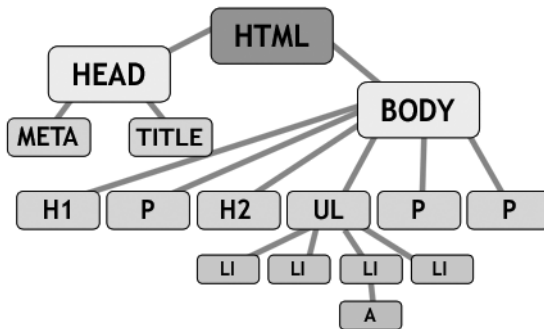 HTML
HEAD
BODY
META TITLE
H1 P H2 UL P P
LI LI LI LI
A